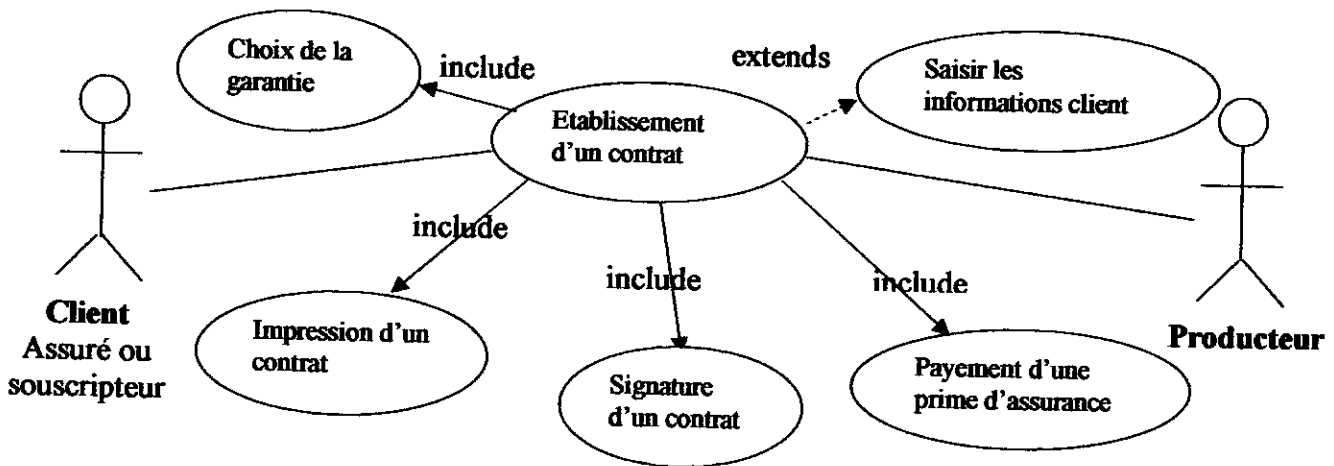 Choix de la
garantie
include
extends
Saisir les
informations client
Etablissement
d'un contrat
include
include
include
Client
Assuré ou
souscripteur
Impression d'un
contrat
Signature
d'un contrat
Payement d'une
prime d'assurance
Producteur